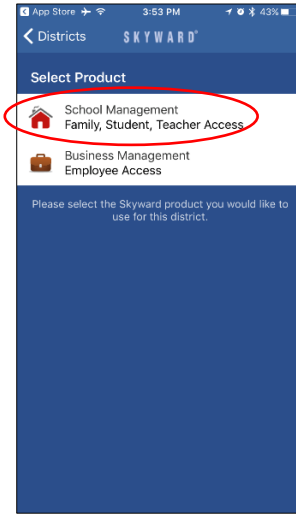 App Store 3:53 PM 43%
Districts SKYWARD
Select Product
School Management
Family, Student, Teacher Access
Business Management
Employee Access
Please select the Skyward product you would like to
use for this district.